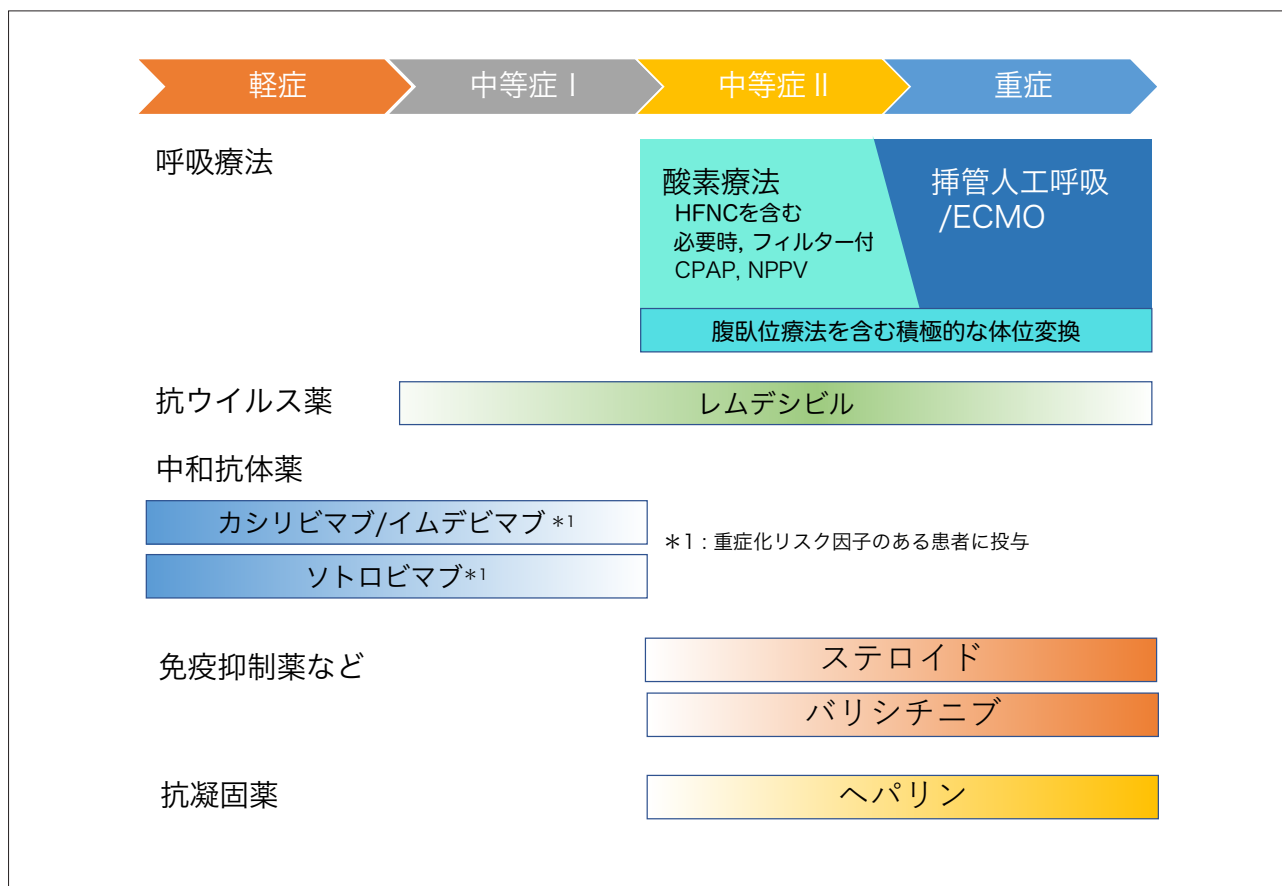 軽症
中等症Ⅰ
中等症Ⅱ
重症
呼吸療法
酸素療法
HFNCを含む
必要時, フィルター付
CPAP, NPPV
挿管人工呼吸
/ECMO
腹臥位療法を含む積極的な体位変換
抗ウイルス薬
レムデシビル
中和抗体薬
カシリビマブ/イムデビマブ *1
ソトロビマブ*1
*1：重症化リスク因子のある患者に投与
免疫抑制薬など
ステロイド
バリシチニブ
抗凝固薬
ヘパリン